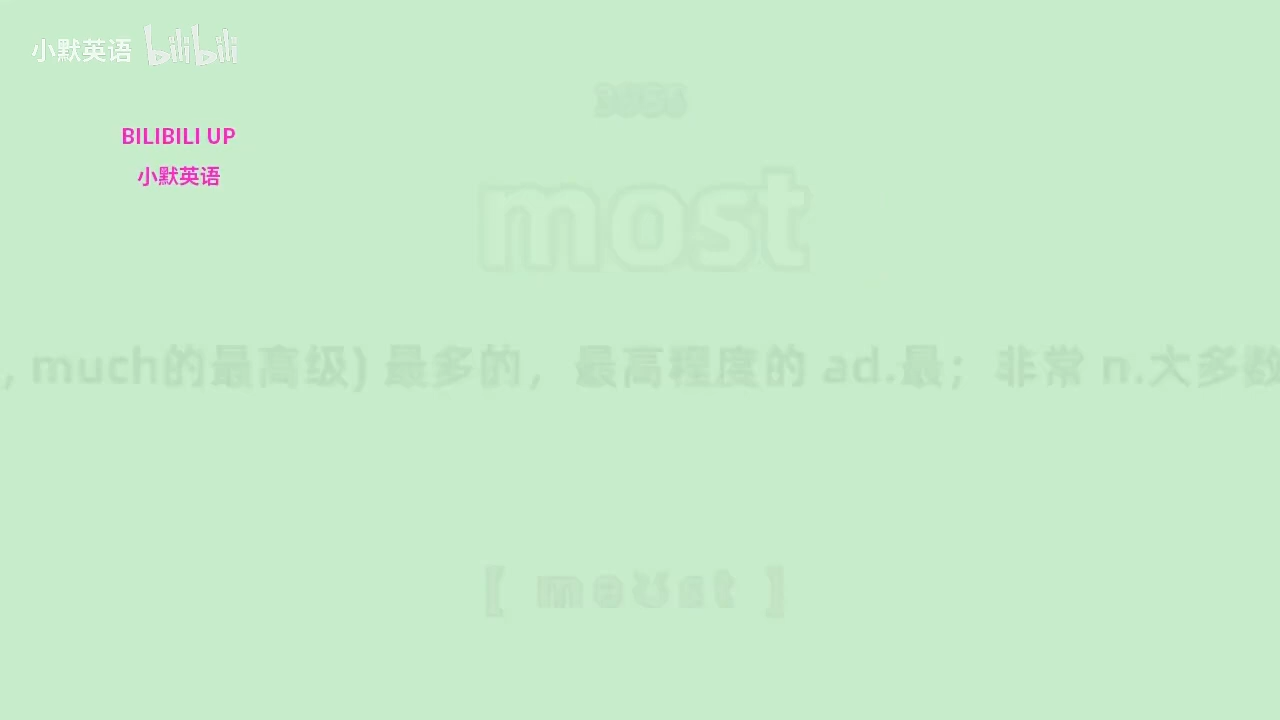 小默英语 bilibili
BILIBILI UP
小默英语
most
, much的最高级) 最多的，最高程度的 ad.最；非常 n.大多数
【 məʊst 】